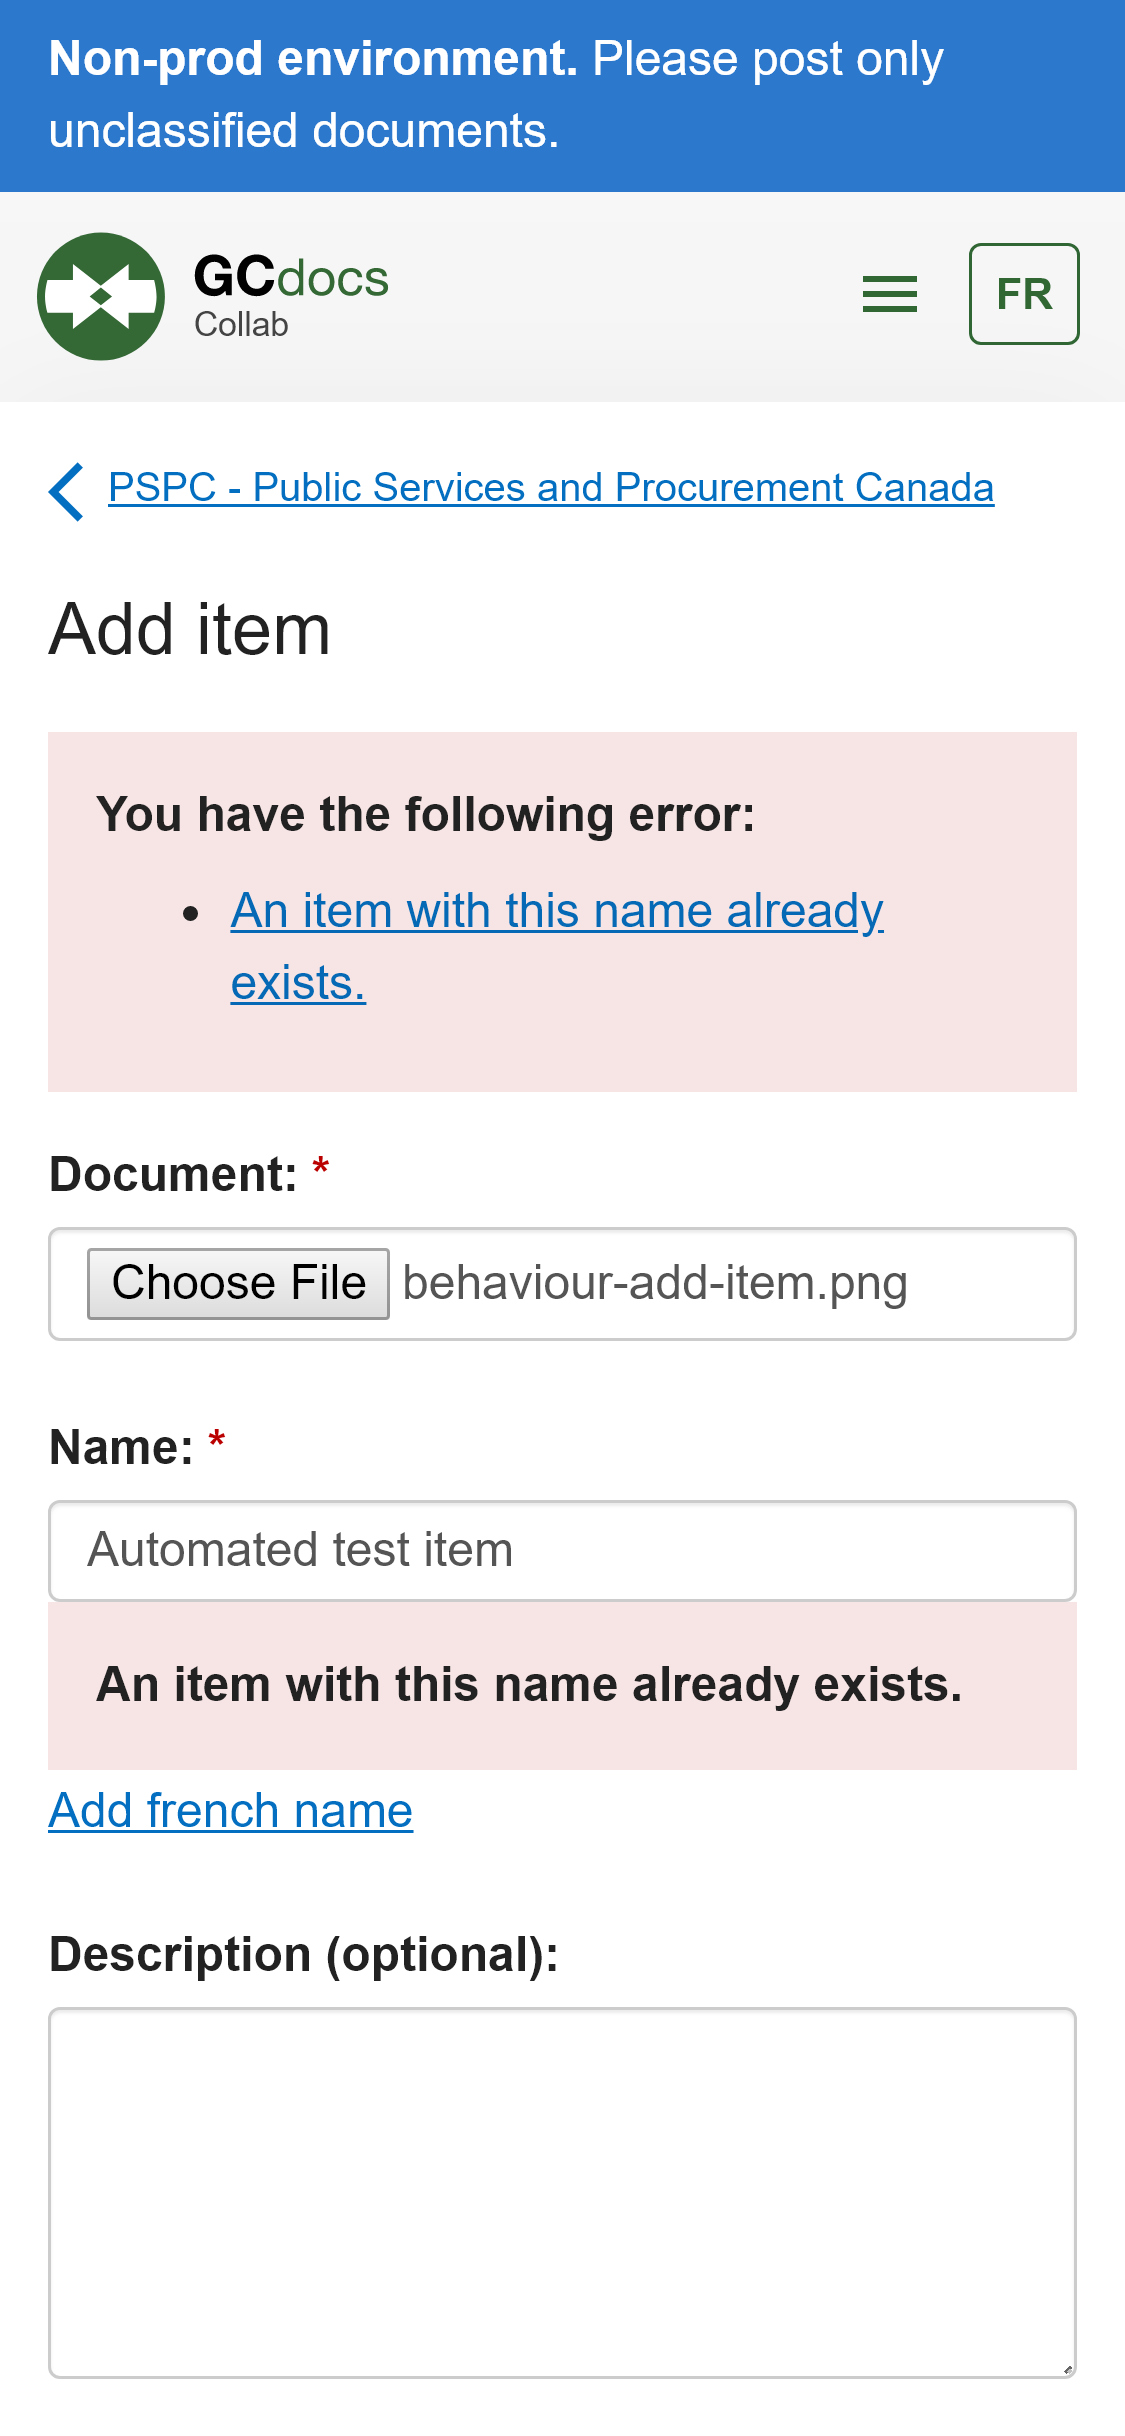 Non-prod environment. Please post only
unclassified documents.
GCdocs
Collab
FR
PSPC - Public Services and Procurement Canada
Add item
You have the following error:
• An item with this name already
exists.
Document: *
Choose File behaviour-add-item.png
Name: *
Automated test item
An item with this name already exists.
Add french name
Description (optional):